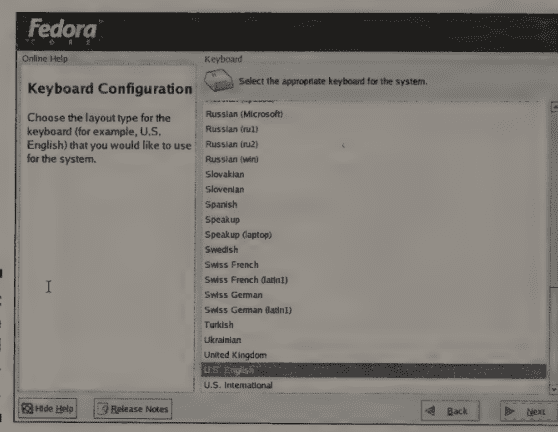 Fedora
CORE
Online Help
Keyboard Configuration
Choose the layout type for the
keyboard (for example, U.S.
English) that you would like to use
for the system.
Keyboard
Select the appropriate keyboard for the system.
Russian (Microsoft)
Russian (ru1)
Russian (ru2)
Russian (win)
Slovakian
Slovenian
Spanish
Speakup
Speakup (laptop)
Swedish
Swiss French
Swiss French (latin1)
Swiss German
Swiss German (latin1)
Turkish
Ukrainian
United Kingdom
U.S. English
U.S. International
Hide Help
Release Notes
Back
Next